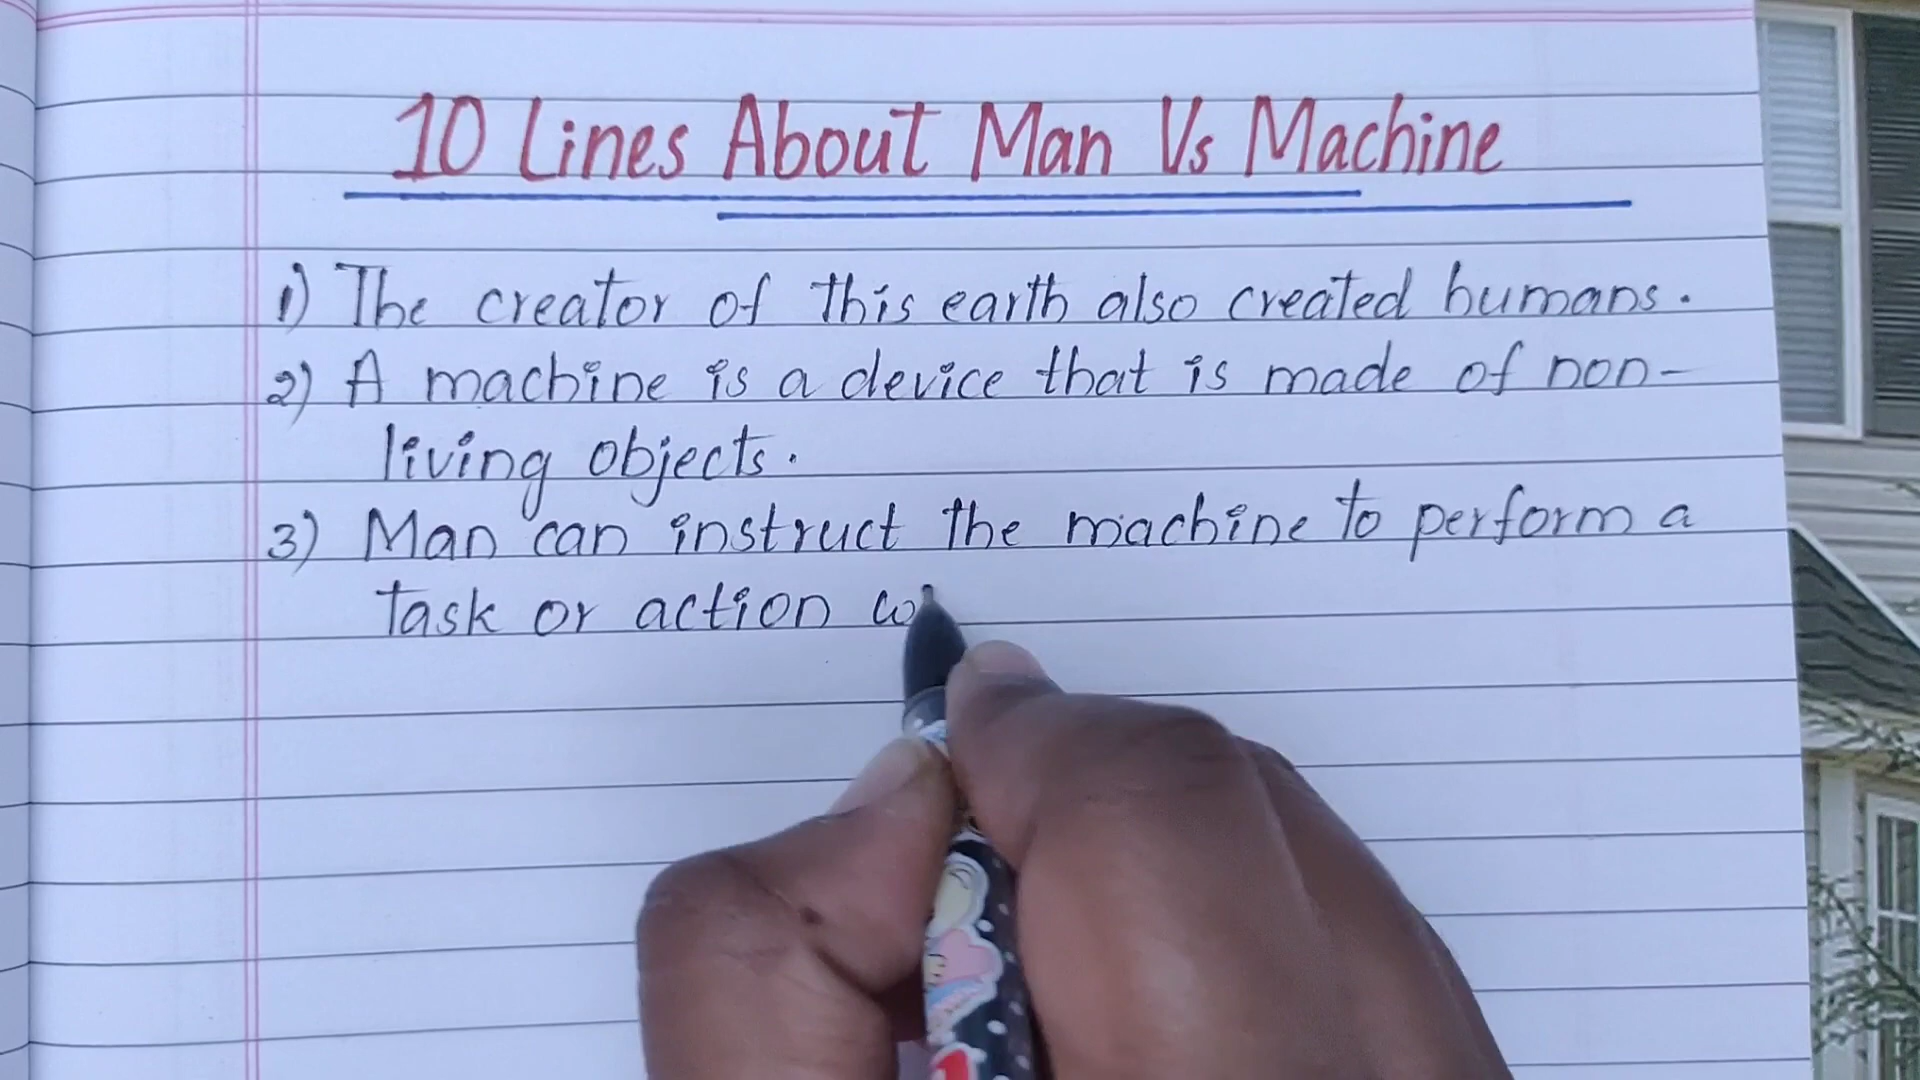 10 Lines About Man Vs Machine
1) The creator of this earth also created humans.
2) A machine is a device that is made of non-
living objects.
3) Man can instruct the machine to perform a
task or action